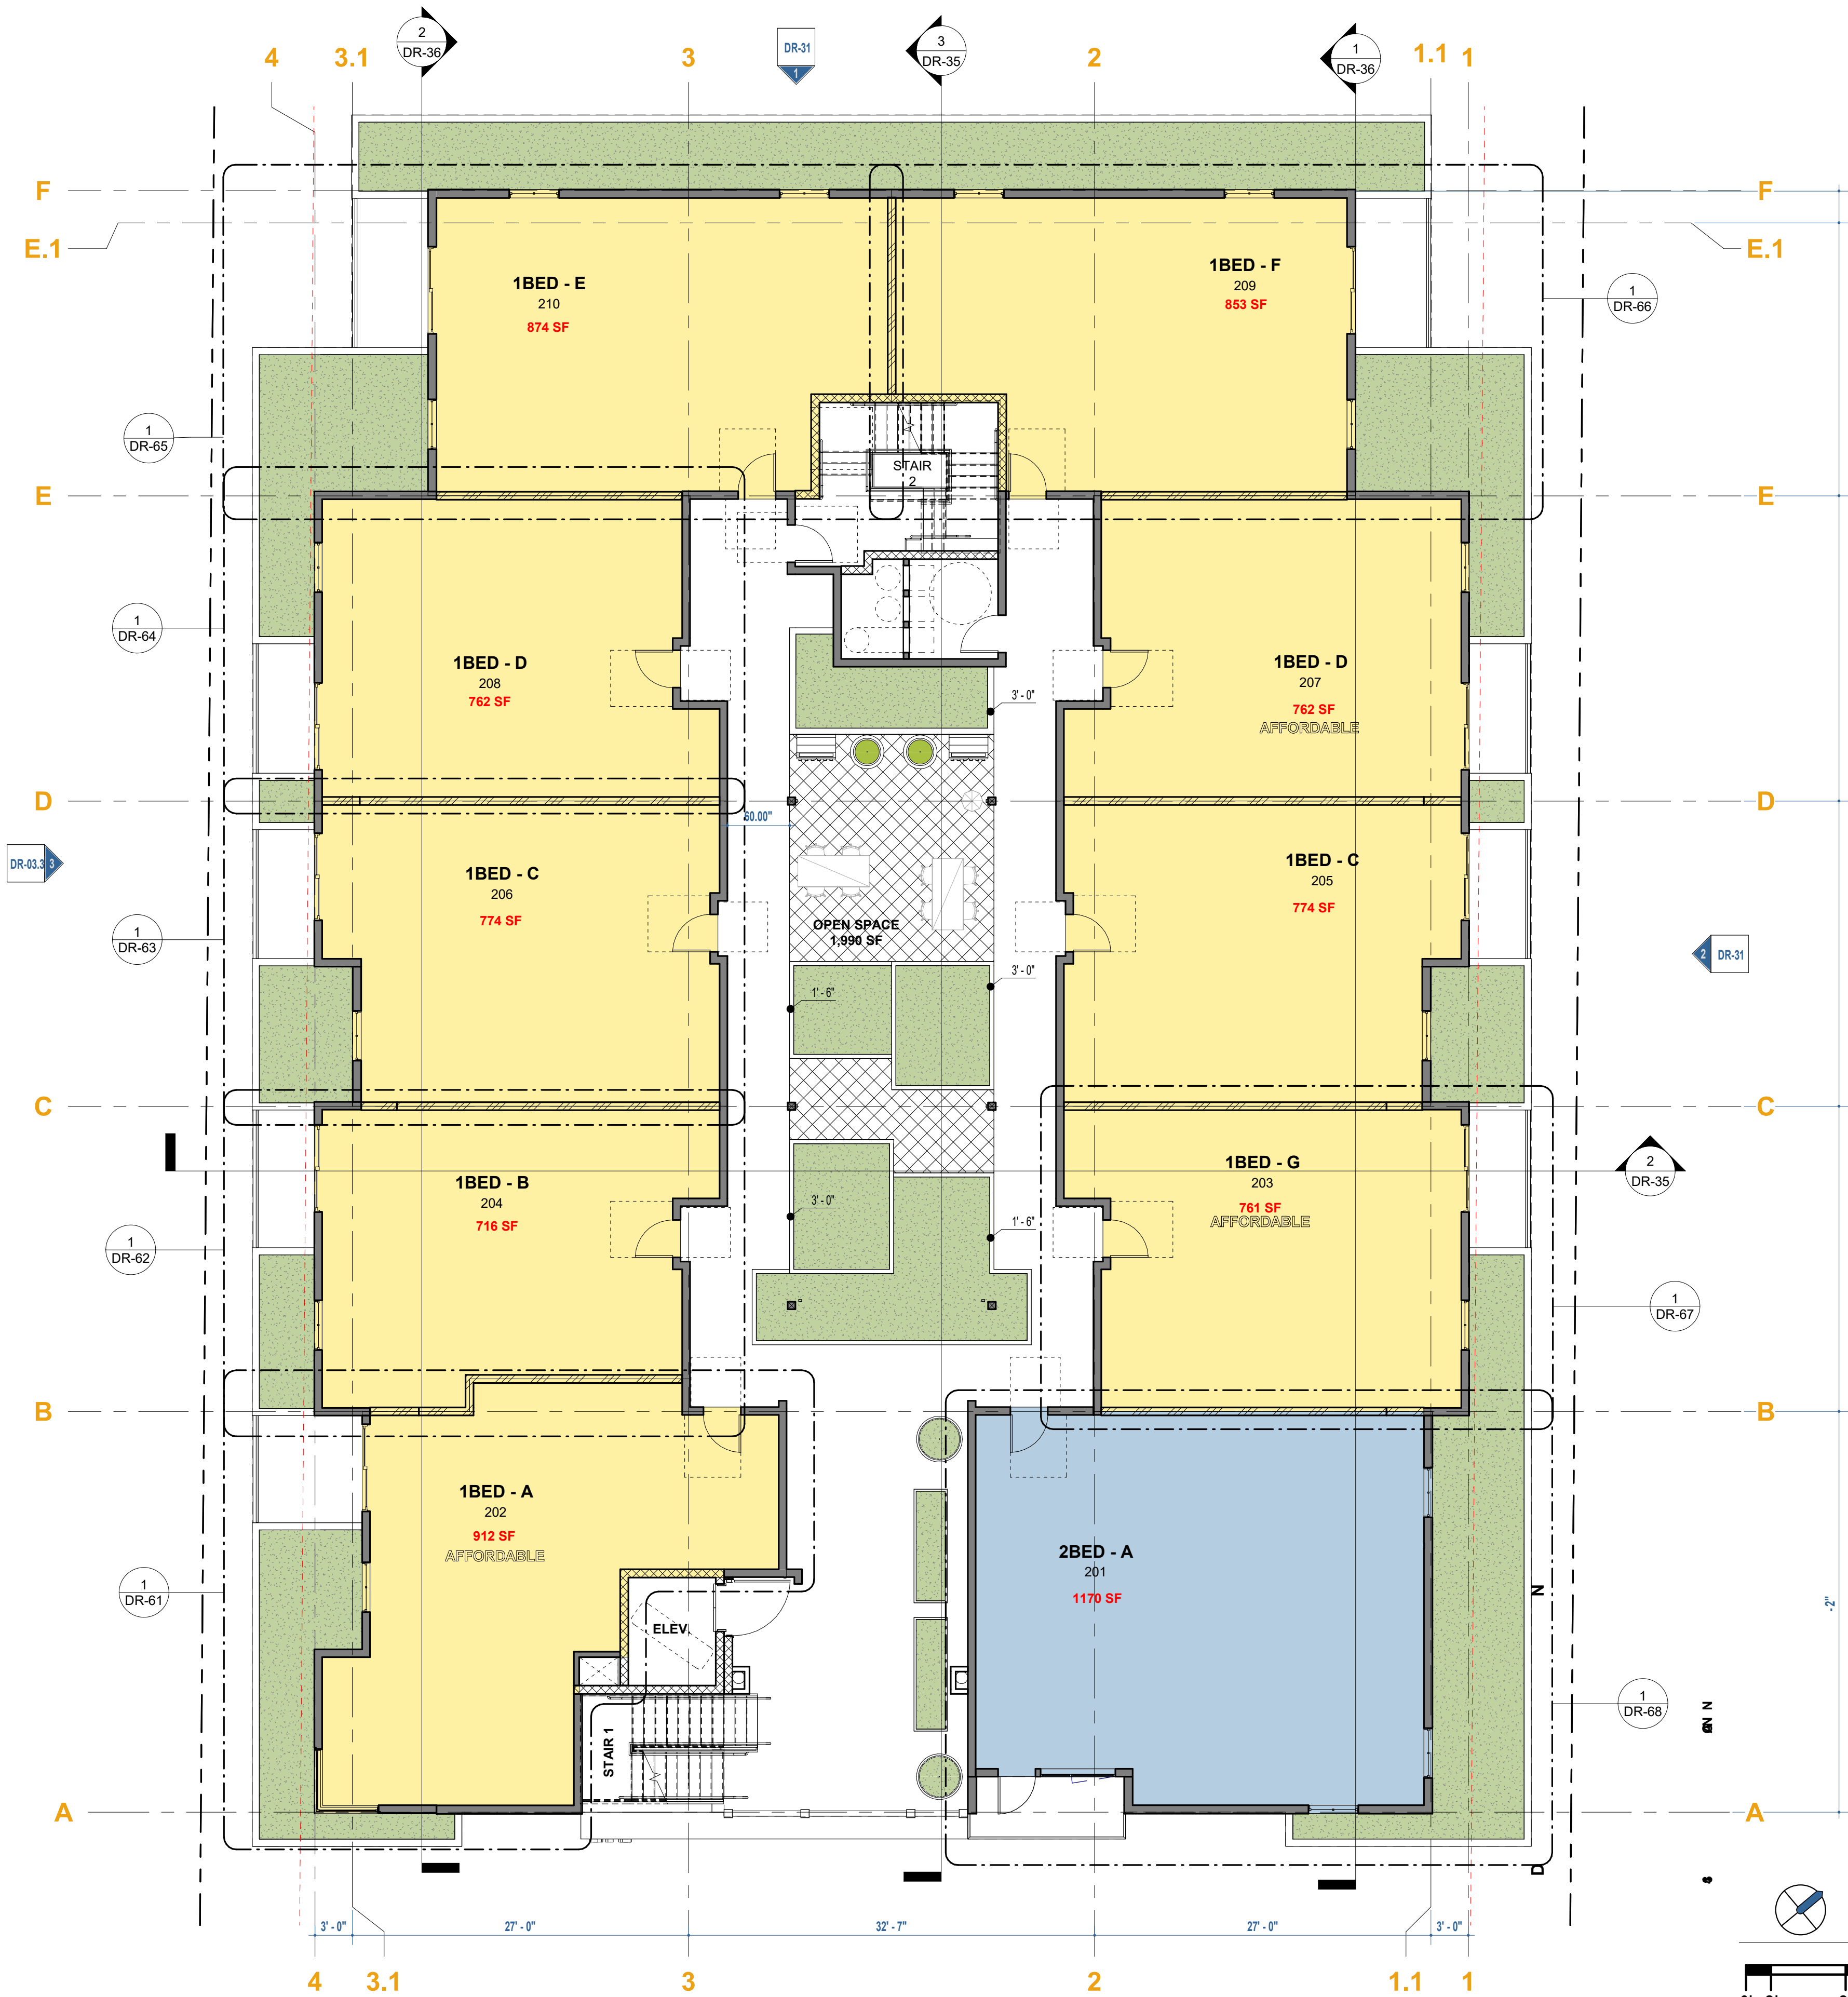 2
DR-36
3
DR-35
1
DR-36
DR-31
1
4
3.1
3
2
1.1
1
F
F
E.1
E.1
1BED - E
210
874 SF
1BED - F
209
853 SF
1
DR-66
1
DR-65
STAIR
2
E
E
1
DR-64
1BED - D
208
762 SF
1BED - D
207
762 SF
AFFORDABLE
3' - 0"
D
D
60.00"
DR-03.3
3
1BED - C
206
774 SF
1BED - C
205
774 SF
OPEN SPACE
1,990 SF
1
DR-63
2
DR-31
3' - 0"
1' - 6"
C
C
1BED - B
204
716 SF
1BED - G
203
761 SF
AFFORDABLE
2
DR-35
3' - 0"
1' - 6"
1
DR-62
1
DR-67
B
B
1BED - A
202
912 SF
AFFORDABLE
2BED - A
201
1170 SF
1
DR-61
ELEV.
N
- 2"
STAIR 1
1
DR-68
A
A
D
3' - 0"
27' - 0"
32' - 7"
27' - 0"
3' - 0"
4
3.1
3
2
1.1
1